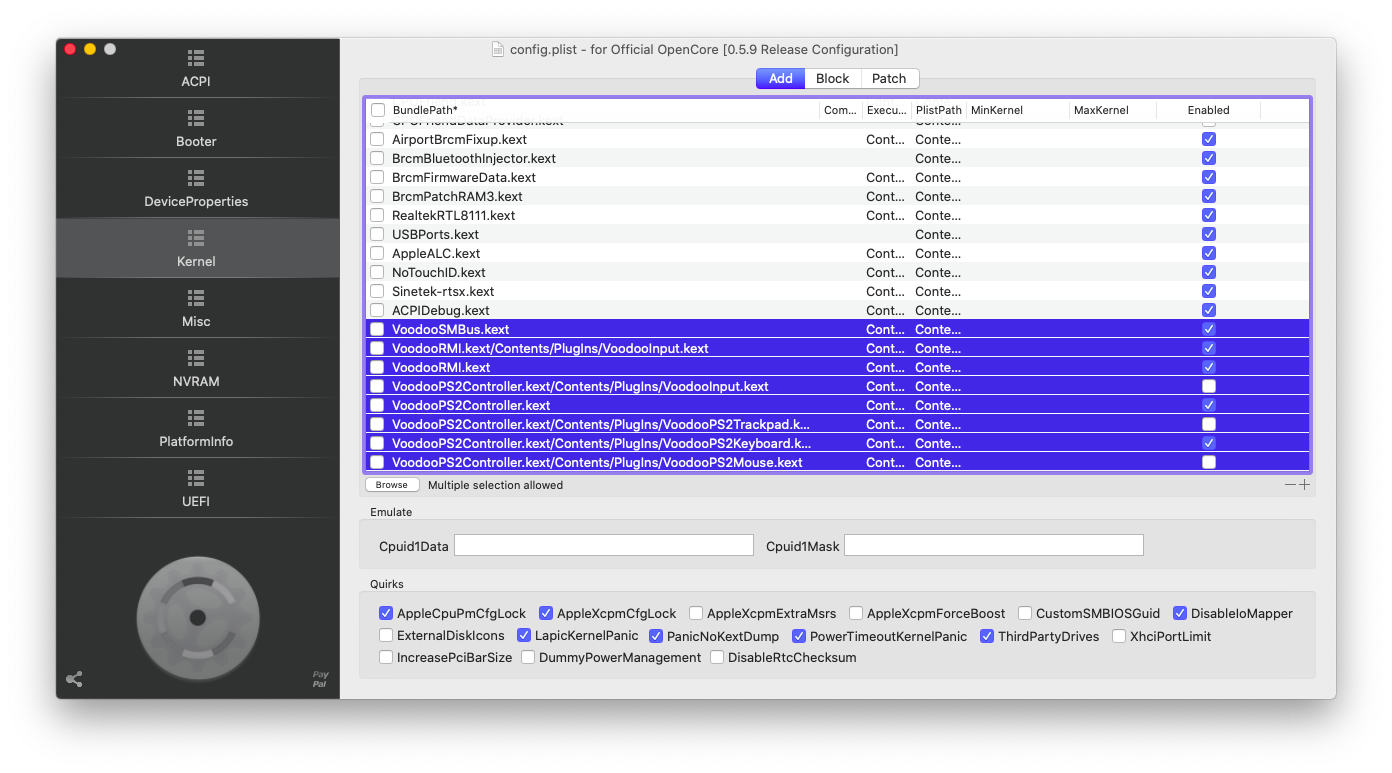 config.plist - for Official OpenCore [0.5.9 Release Configuration]
ACPI
Booter
DeviceProperties
Kernel
Misc
NVRAM
PlatformInfo
UEFI
Pay
Pal
Add Block Patch
BundlePath* Com... Execu... PlistPath MinKernel MaxKernel Enabled
AirportBrcmFixup.kext Cont... Conte...
BrcmBluetoothInjector.kext Conte...
BrcmFirmwareData.kext Cont... Conte...
BrcmPatchRAM3.kext Cont... Conte...
RealtekRTL8111.kext Cont... Conte...
USBPorts.kext Conte...
AppleALC.kext Cont... Conte...
NoTouchID.kext Cont... Conte...
Sinetek-rtsx.kext Cont... Conte...
ACPIDebug.kext Cont... Conte...
VoodooSMBus.kext Cont... Conte...
VoodooRMI.kext/Contents/PlugIns/VoodooInput.kext Cont... Conte...
VoodooRMI.kext Cont... Conte...
VoodooPS2Controller.kext/Contents/PlugIns/VoodooInput.kext Cont... Conte...
VoodooPS2Controller.kext Cont... Conte...
VoodooPS2Controller.kext/Contents/PlugIns/VoodooPS2Trackpad.k... Cont... Conte...
VoodooPS2Controller.kext/Contents/PlugIns/VoodooPS2Keyboard.k... Cont... Conte...
VoodooPS2Controller.kext/Contents/PlugIns/VoodooPS2Mouse.kext Cont... Conte...
Browse Multiple selection allowed
Emulate
Cpuid1Data Cpuid1Mask
Quirks
AppleCpuPmCfgLock AppleXcpmCfgLock AppleXcpmExtraMsrs AppleXcpmForceBoost CustomSMBIOSGuid DisableIoMapper
ExternalDiskIcons LapicKernelPanic PanicNoKextDump PowerTimeoutKernelPanic ThirdPartyDrives XhciPortLimit
IncreasePciBarSize DummyPowerManagement DisableRtcChecksum